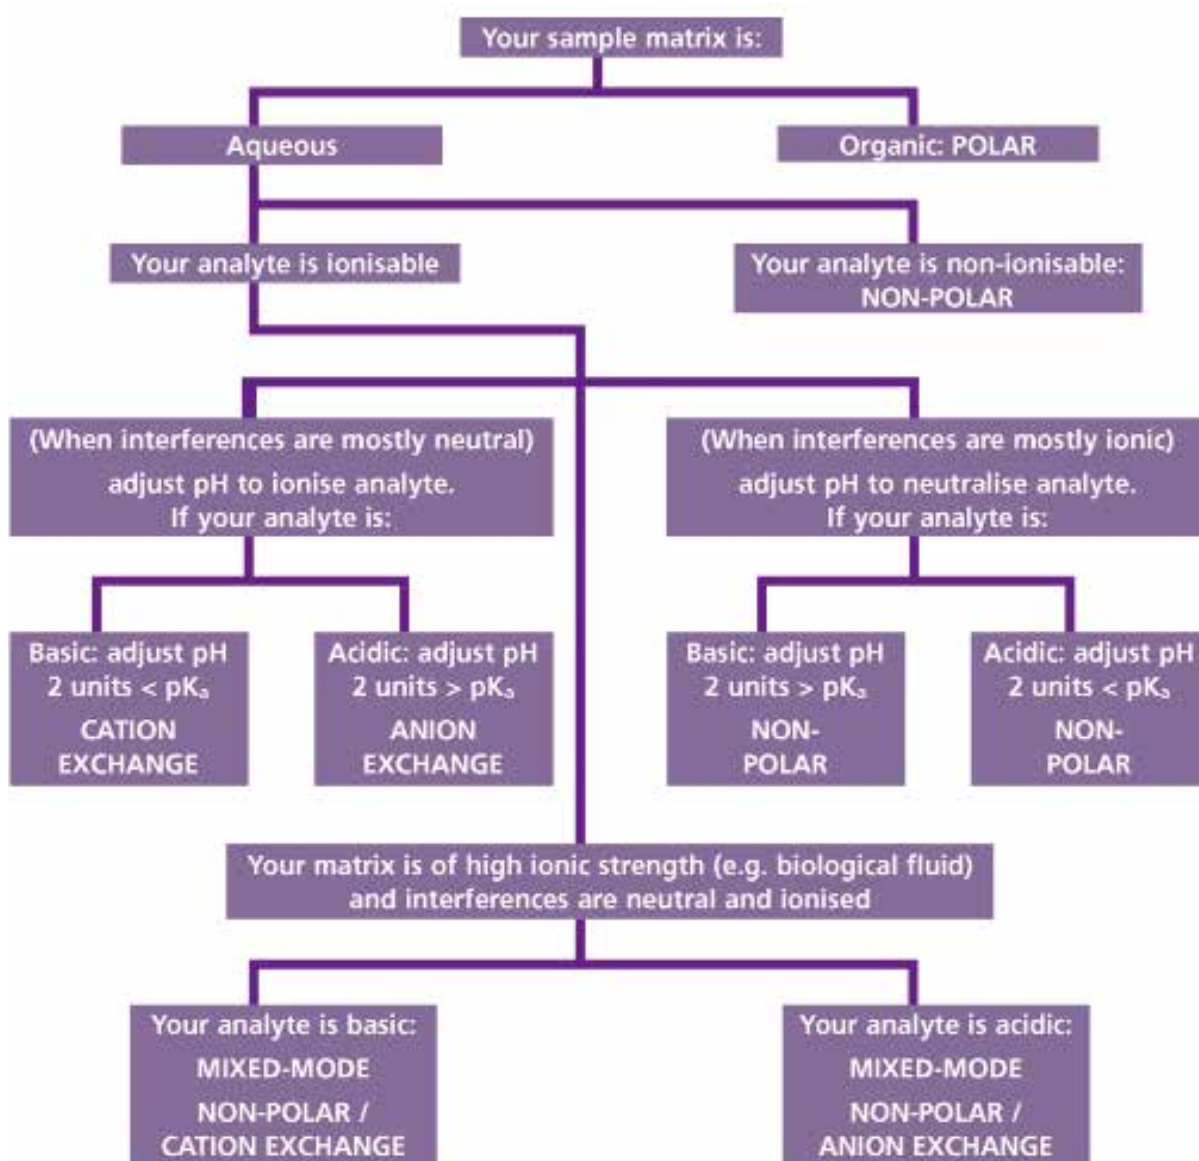 Your sample matrix is:
Aqueous
Organic: POLAR
Your analyte is ionisable
Your analyte is non-ionisable:
NON-POLAR
(When interferences are mostly neutral)
adjust pH to ionise analyte.
If your analyte is:
(When interferences are mostly ionic)
adjust pH to neutralise analyte.
If your analyte is:
Basic: adjust pH
2 units < pKₐ
CATION
EXCHANGE
Acidic: adjust pH
2 units > pKₐ
ANION
EXCHANGE
Basic: adjust pH
2 units > pKₐ
NON-
POLAR
Acidic: adjust pH
2 units < pKₐ
NON-
POLAR
Your matrix is of high ionic strength (e.g. biological fluid)
and interferences are neutral and ionised
Your analyte is basic:
MIXED-MODE
NON-POLAR /
CATION EXCHANGE
Your analyte is acidic:
MIXED-MODE
NON-POLAR /
ANION EXCHANGE